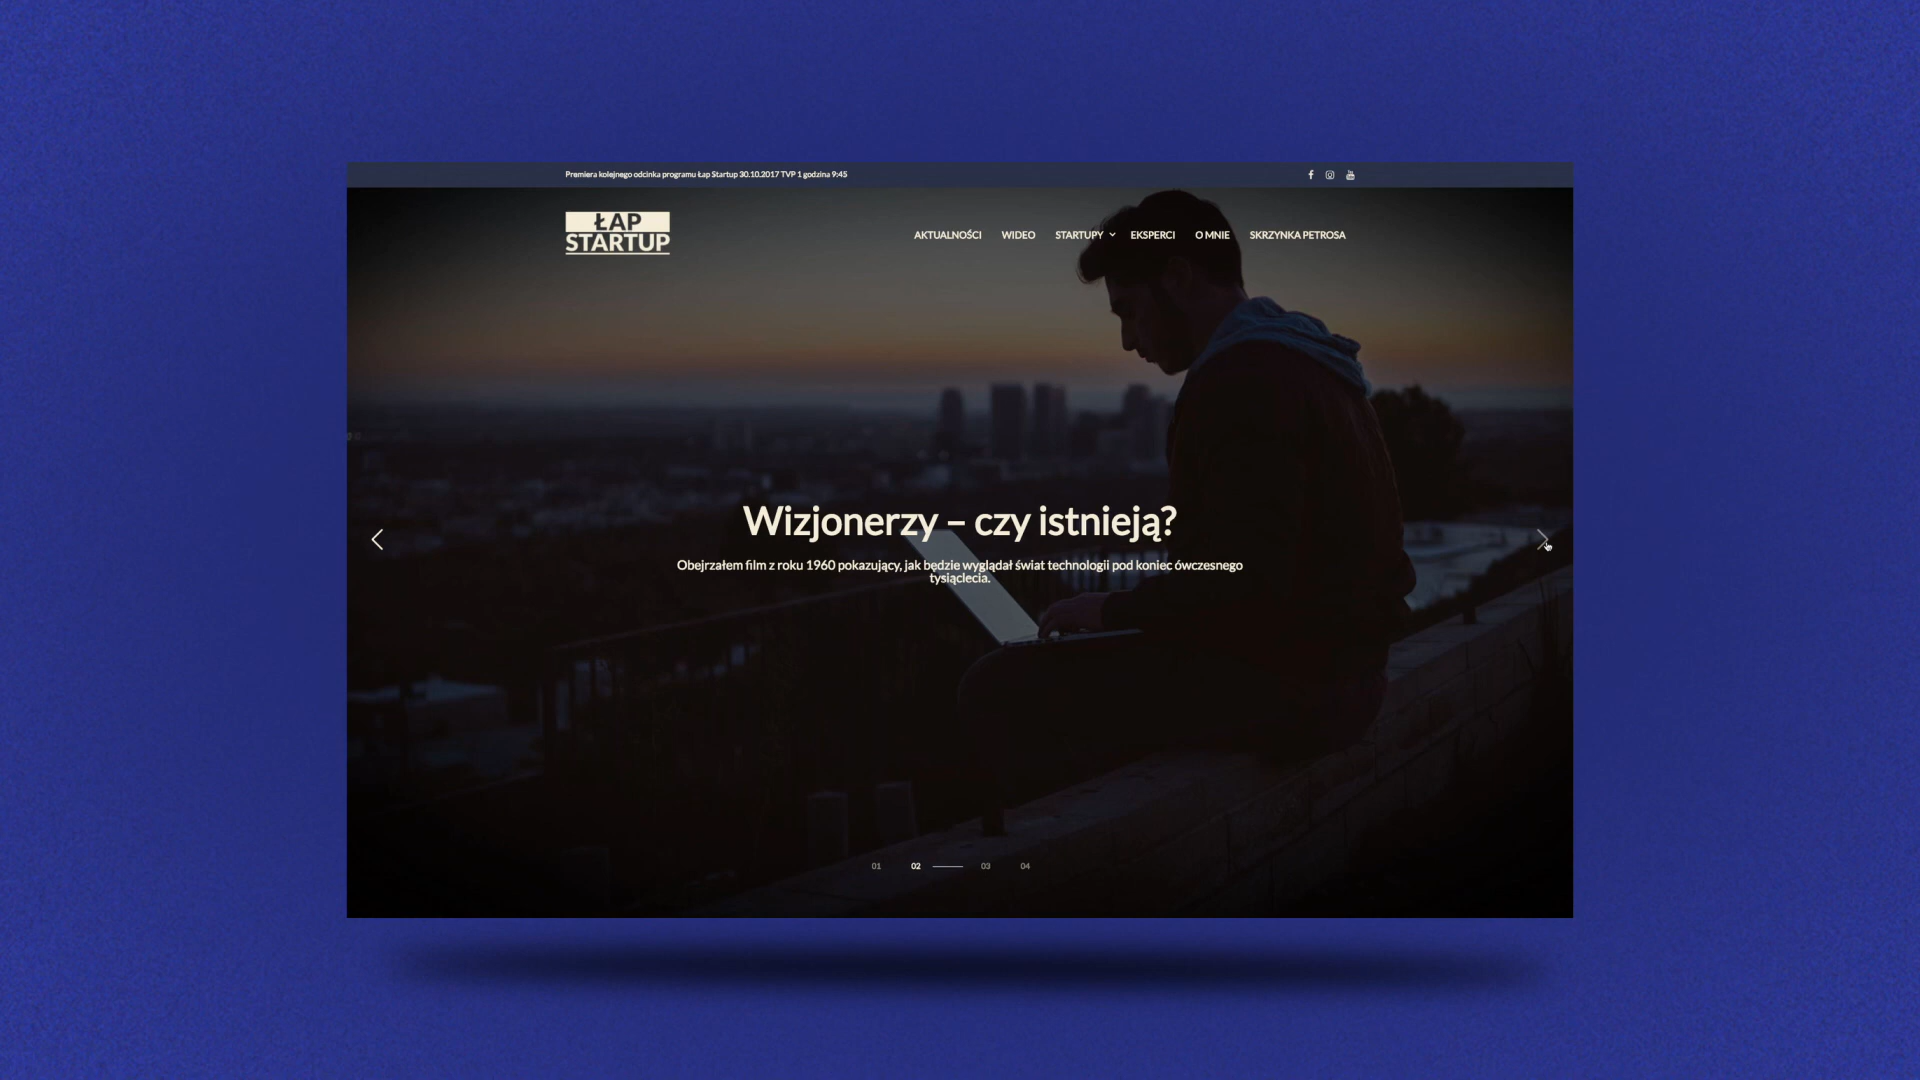 Premiera kolejnego odcinka programu Łap Startup 30.10.2017 TVP 1 godzina 9:45
ŁAP
STARTUP
AKTUALNOŚCI WIDEO STARTUPY EKSPERCI O MNIE SKRZYNKA PETROSA
Wizjonerzy – czy istnieją?
Obejrzałem film z roku 1960 pokazujący, jak będzie wyglądał świat technologii pod koniec ówczesnego
tysiąclecia.
01 02 03 04